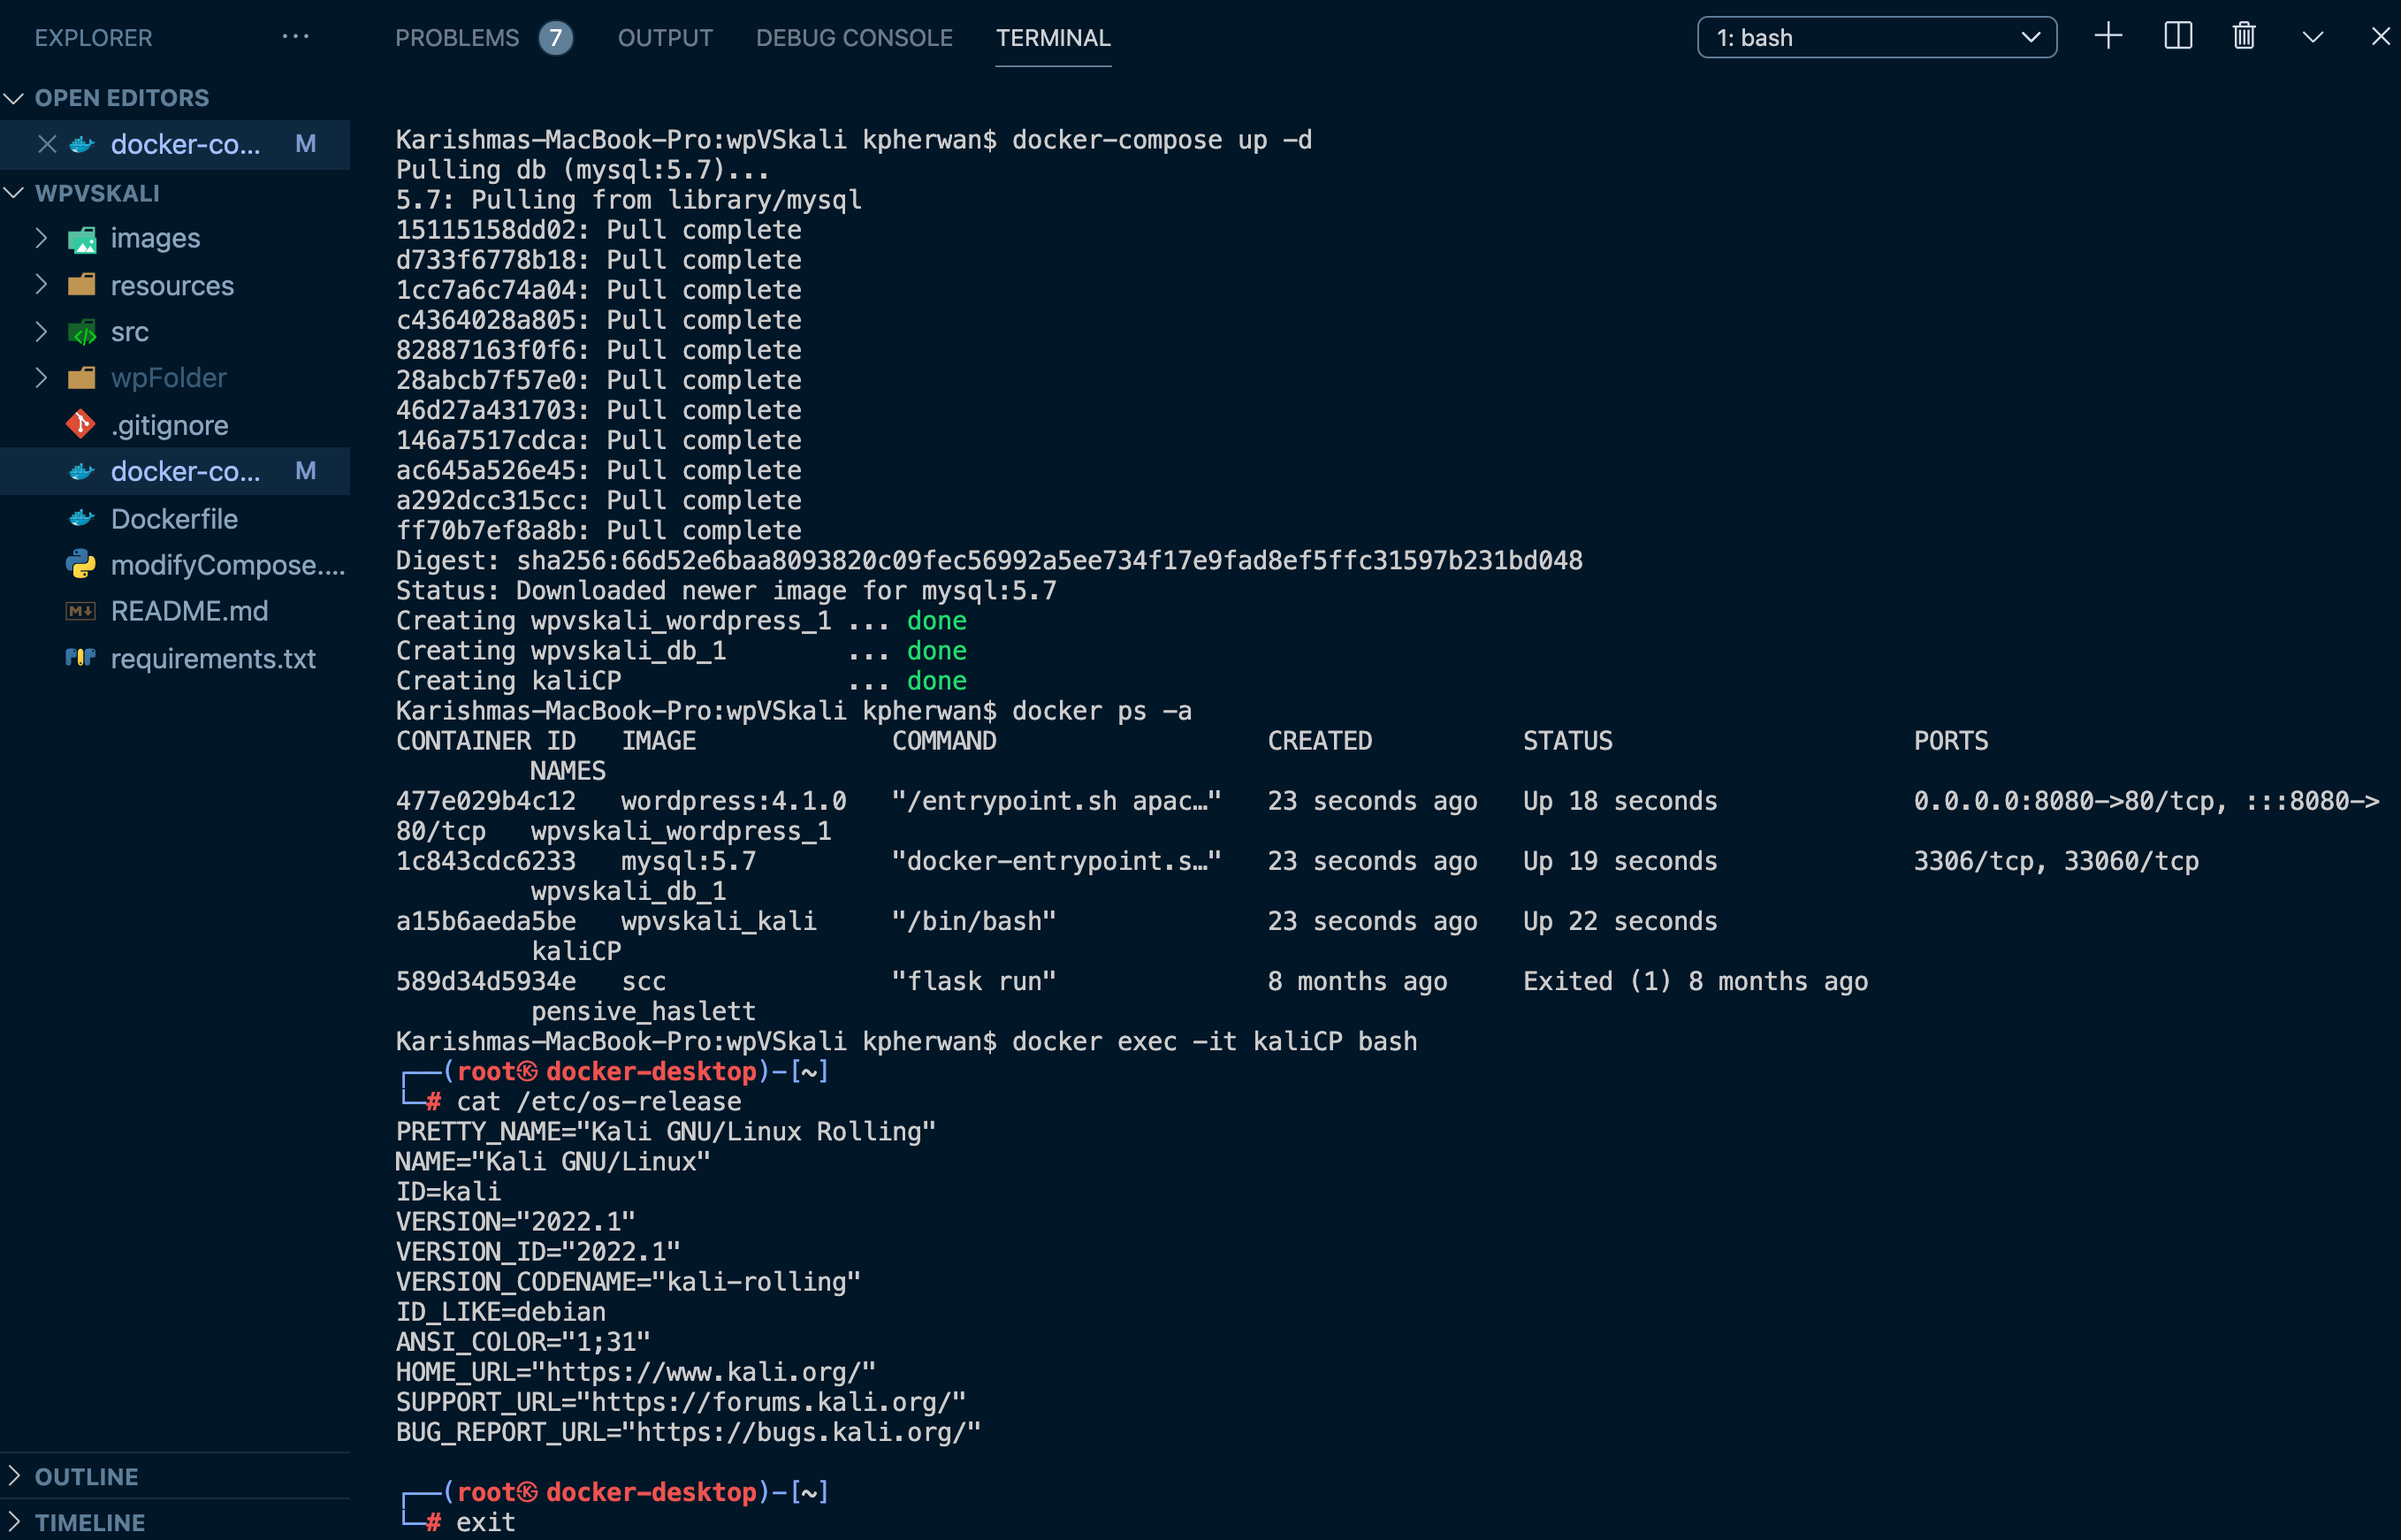 EXPLORER ...
OPEN EDITORS
docker-co... M
WPVSKALI
images
resources
src
wpFolder
.gitignore
docker-co... M
Dockerfile
modifyCompose....
README.md
requirements.txt
OUTLINE
TIMELINE
PROBLEMS 7 OUTPUT DEBUG CONSOLE TERMINAL 1: bash
Karishmas-MacBook-Pro:wpVSkali kpherwan$ docker-compose up -d
Pulling db (mysql:5.7)...
5.7: Pulling from library/mysql
15115158dd02: Pull complete
d733f6778b18: Pull complete
1cc7a6c74a04: Pull complete
c4364028a805: Pull complete
82887163f0f6: Pull complete
28abcb7f57e0: Pull complete
46d27a431703: Pull complete
146a7517cdca: Pull complete
ac645a526e45: Pull complete
a292dcc315cc: Pull complete
ff70b7ef8a8b: Pull complete
Digest: sha256:66d52e6baa8093820c09fec56992a5ee734f17e9fad8ef5ffc31597b231bd048
Status: Downloaded newer image for mysql:5.7
Creating wpvskali_wordpress_1 ... done
Creating wpvskali_db_1        ... done
Creating kaliCP               ... done
Karishmas-MacBook-Pro:wpVSkali kpherwan$ docker ps -a
CONTAINER ID   IMAGE             COMMAND                  CREATED          STATUS                    PORTS
         NAMES
477e029b4c12   wordpress:4.1.0   "/entrypoint.sh apac…"   23 seconds ago   Up 18 seconds             0.0.0.0:8080->80/tcp, :::8080->
80/tcp   wpvskali_wordpress_1
1c843cdc6233   mysql:5.7         "docker-entrypoint.s…"   23 seconds ago   Up 19 seconds             3306/tcp, 33060/tcp
         wpvskali_db_1
a15b6aeda5be   wpvskali_kali     "/bin/bash"              23 seconds ago   Up 22 seconds
         kaliCP
589d34d5934e   scc               "flask run"              8 months ago     Exited (1) 8 months ago
         pensive_haslett
Karishmas-MacBook-Pro:wpVSkali kpherwan$ docker exec -it kaliCP bash
┌──(root㉿docker-desktop)-[~]
└─# cat /etc/os-release
PRETTY_NAME="Kali GNU/Linux Rolling"
NAME="Kali GNU/Linux"
ID=kali
VERSION="2022.1"
VERSION_ID="2022.1"
VERSION_CODENAME="kali-rolling"
ID_LIKE=debian
ANSI_COLOR="1;31"
HOME_URL="https://www.kali.org/"
SUPPORT_URL="https://forums.kali.org/"
BUG_REPORT_URL="https://bugs.kali.org/"
┌──(root㉿docker-desktop)-[~]
└─# exit